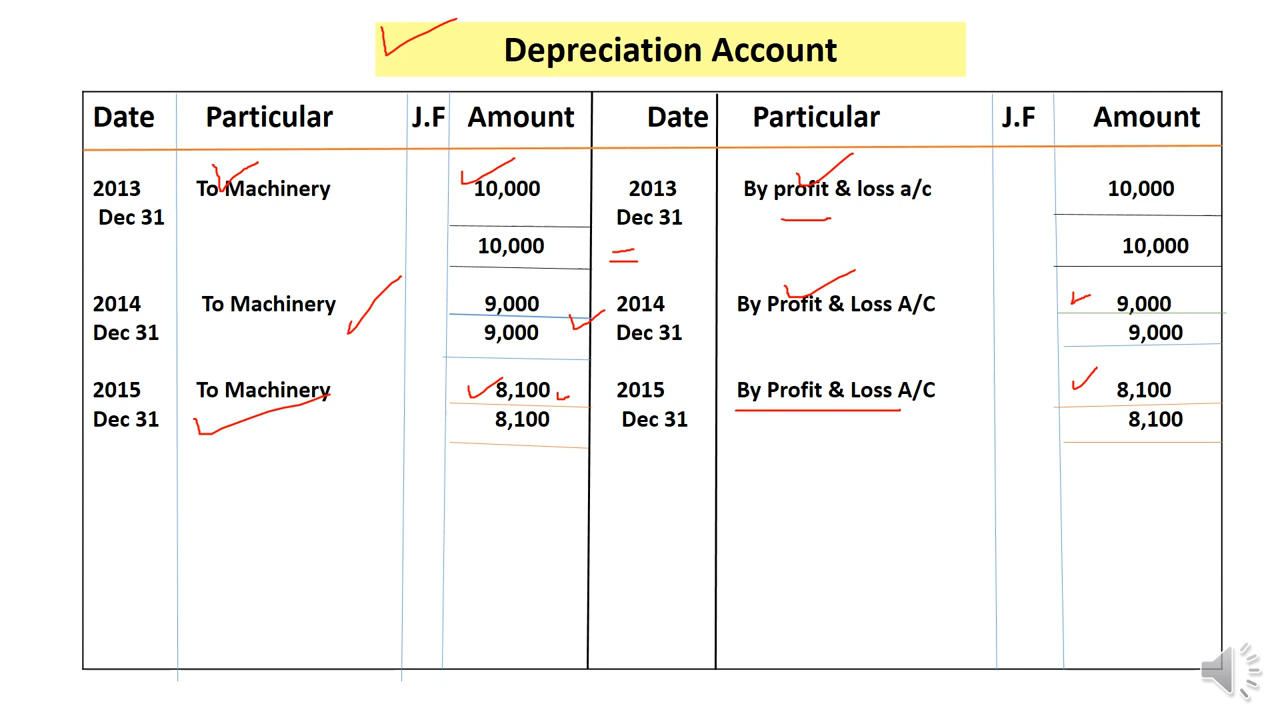 Depreciation Account
Date Particular J.F Amount Date Particular J.F Amount
2013 To Machinery 10,000 2013 By profit & loss a/c 10,000
Dec 31 Dec 31
10,000 10,000
2014 To Machinery 9,000 2014 By Profit & Loss A/C 9,000
Dec 31 9,000 Dec 31 9,000
2015 To Machinery 8,100 2015 By Profit & Loss A/C 8,100
Dec 31 8,100 Dec 31 8,100